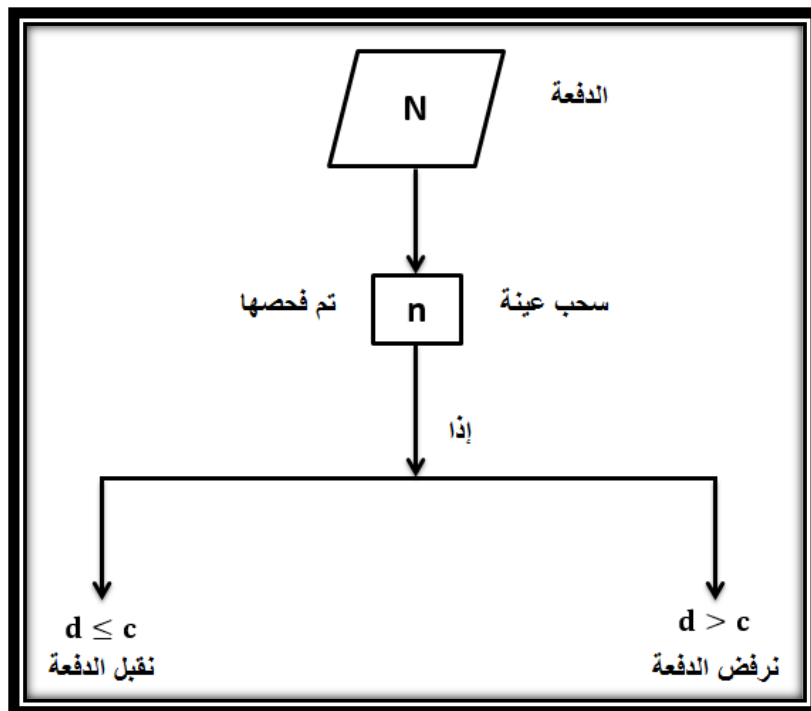 الدفعة
N
سحب عينة
n
تم فحصها
إذا
d > c
نرفض الدفعة
d ≤ c
نقبل الدفعة